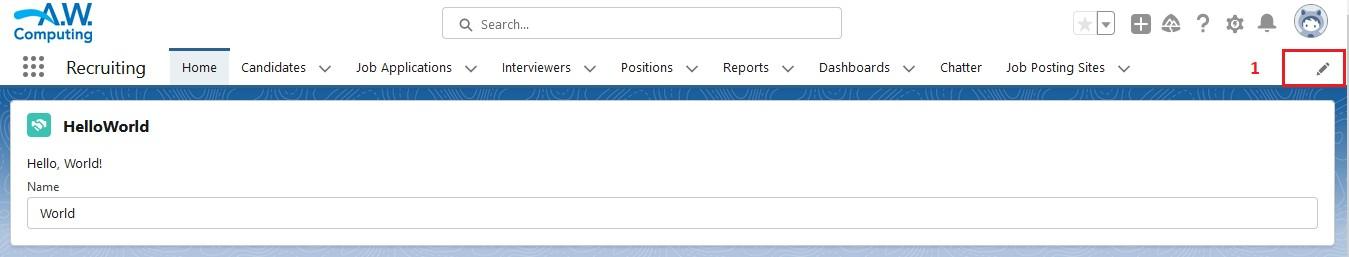 A.W.
Computing
Search...
Recruiting
Home
Candidates
Job Applications
Interviewers
Positions
Reports
Dashboards
Chatter
Job Posting Sites
1
HelloWorld
Hello, World!
Name
World